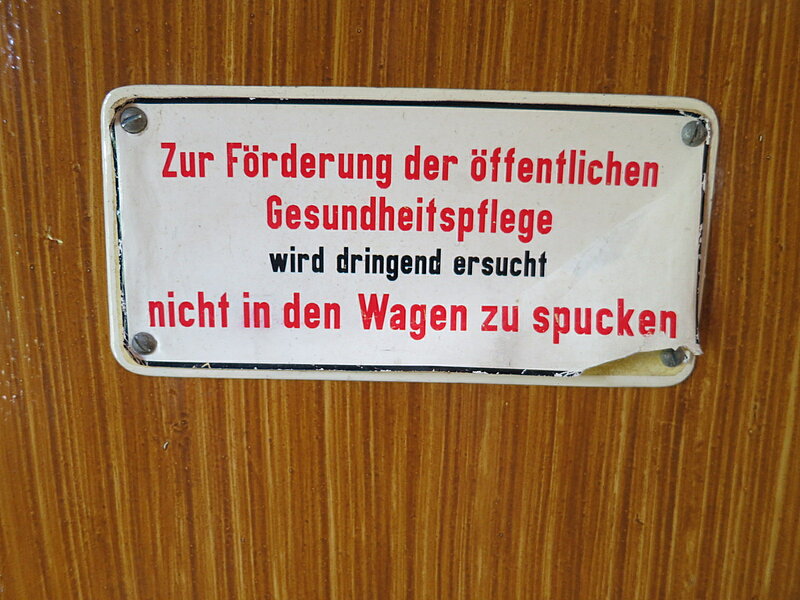 Zur Förderung der öffentlichen
Gesundheitspflege
wird dringend ersucht
nicht in den Wagen zu spucken